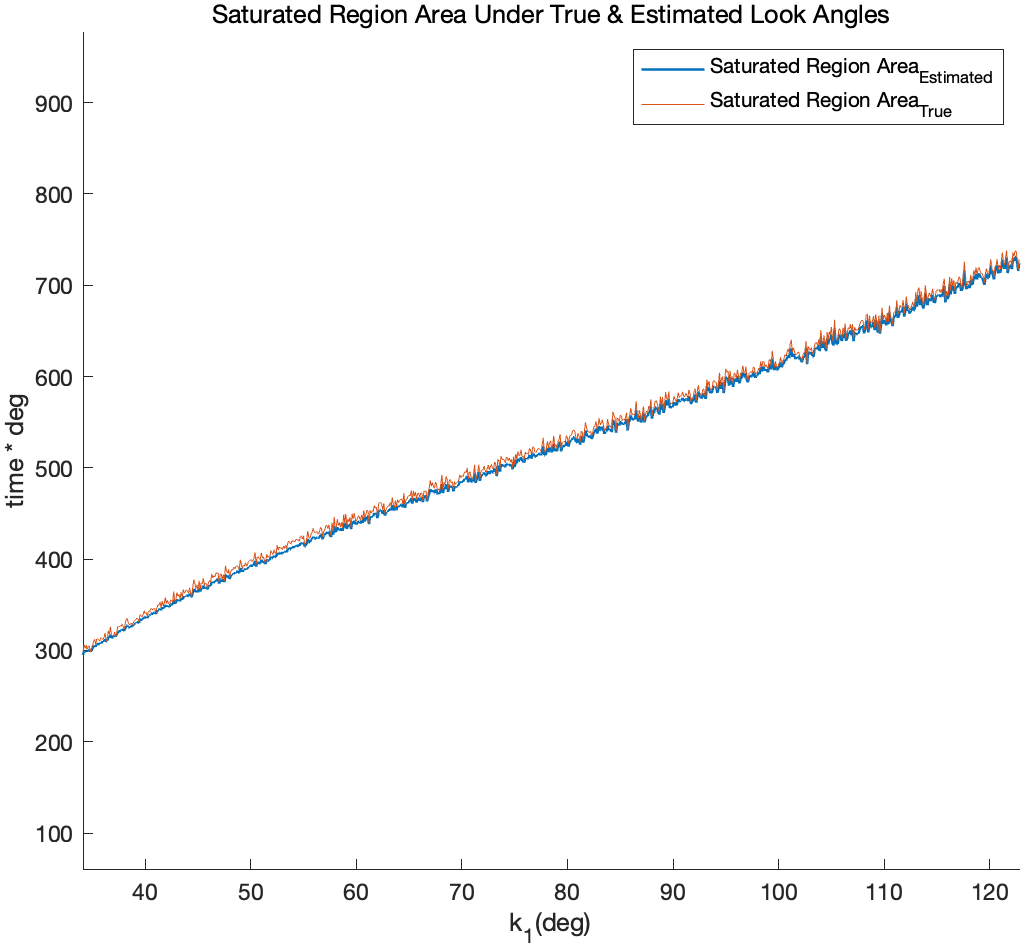 Saturated Region Area Under True & Estimated Look Angles
Saturated Region Area_Estimated
Saturated Region Area_True
900
800
700
600
500
400
300
200
100
time * deg
40 50 60 70 80 90 100 110 120
k_1(deg)